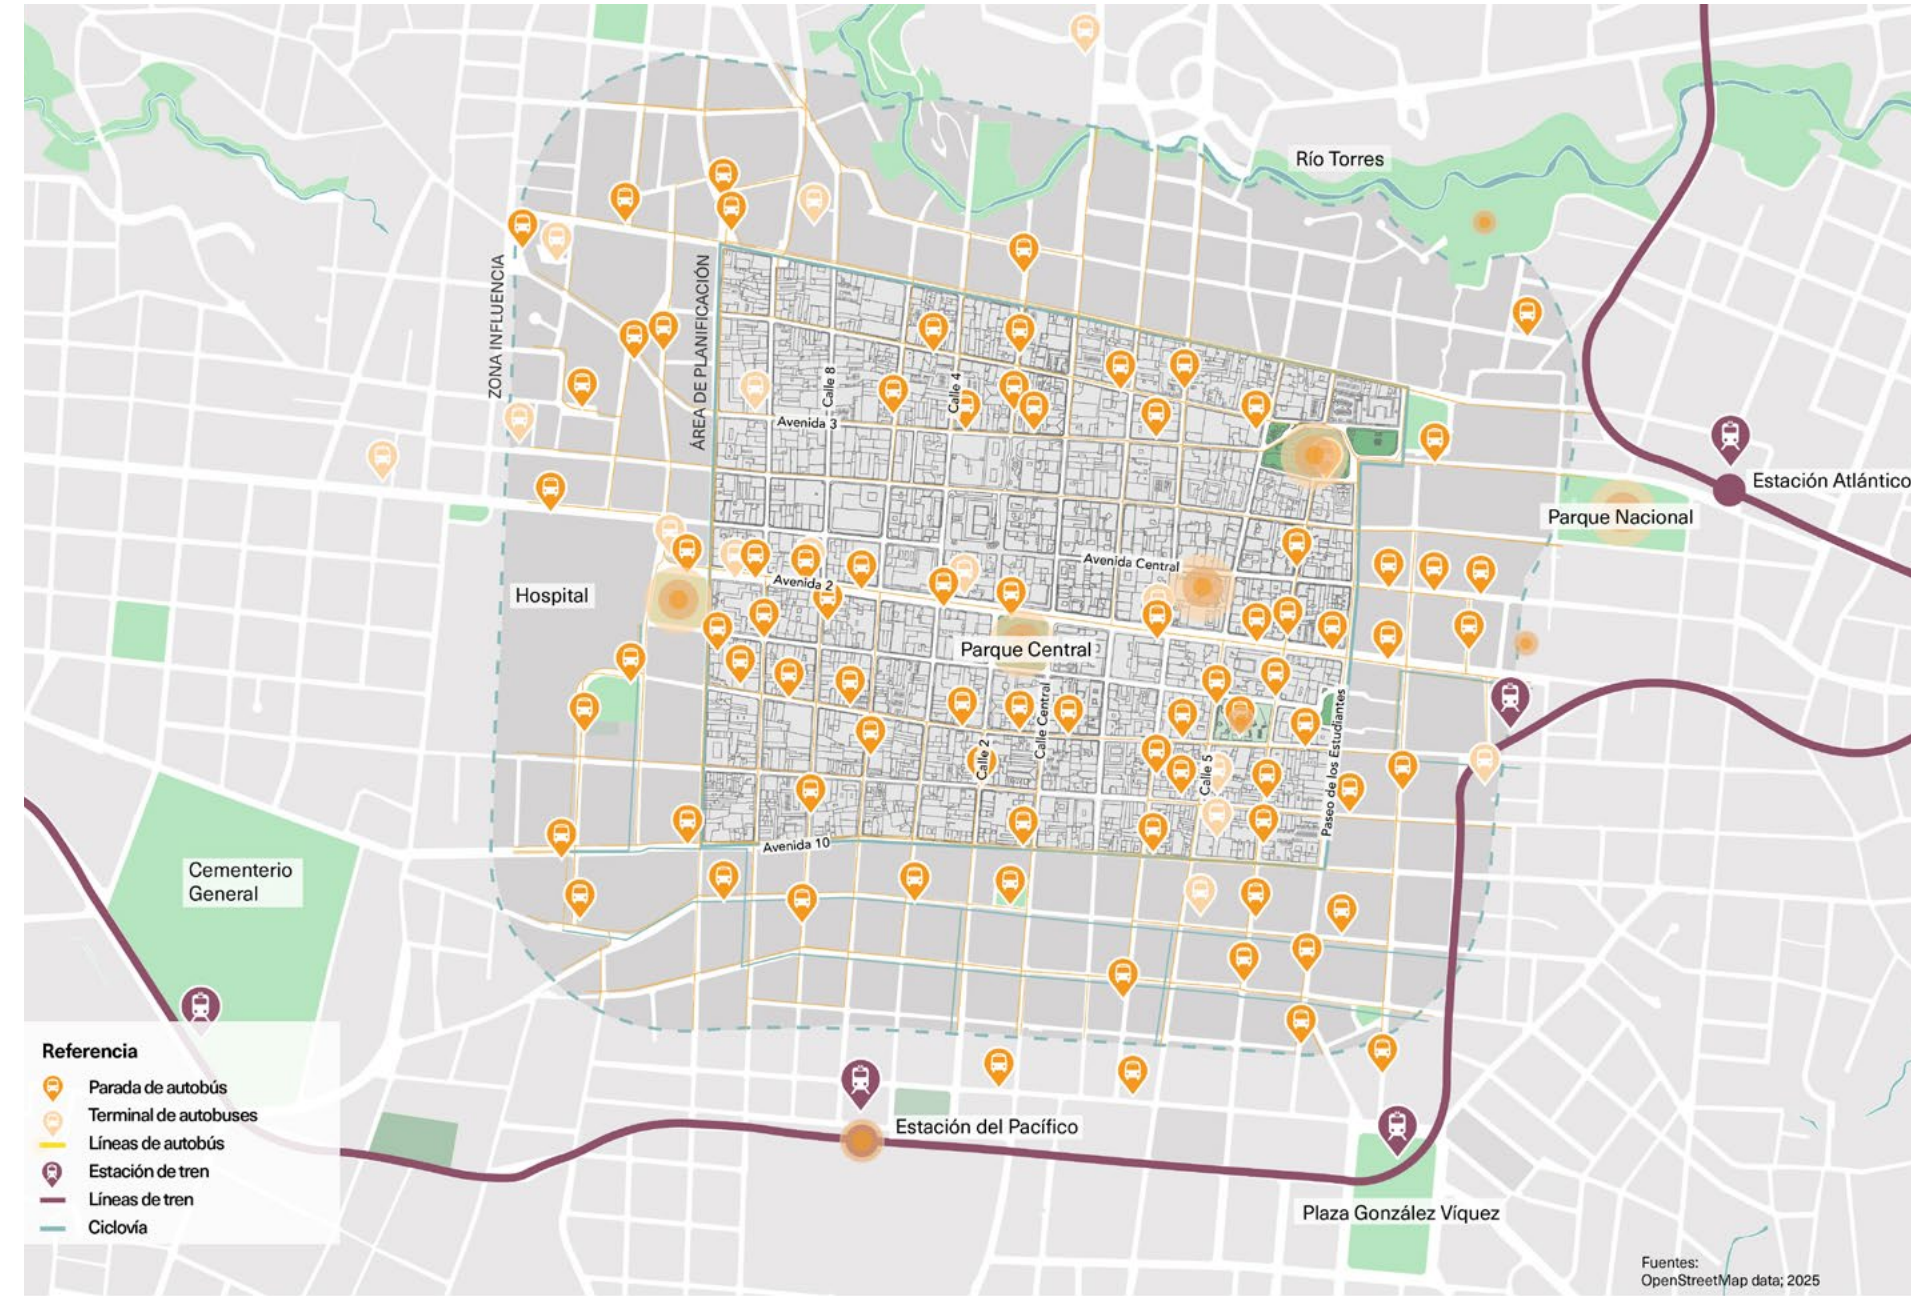 Río Torres
ZONA INFLUENCIA
ÁREA DE PLANIFICACIÓN
Calle 8
Calle 4
Avenida 3
Estación Atlántico
Parque Nacional
Avenida Central
Avenida 2
Hospital
Parque Central
Calle 2
Calle Central
Calle 5
Paseo de los Estudiantes
Avenida 10
Cementerio
General
Referencia
Parada de autobús
Terminal de autobuses
Líneas de autobús
Estación de tren
Líneas de tren
Ciclovía
Estación del Pacífico
Plaza González Víquez
Fuentes:
OpenStreetMap data; 2025